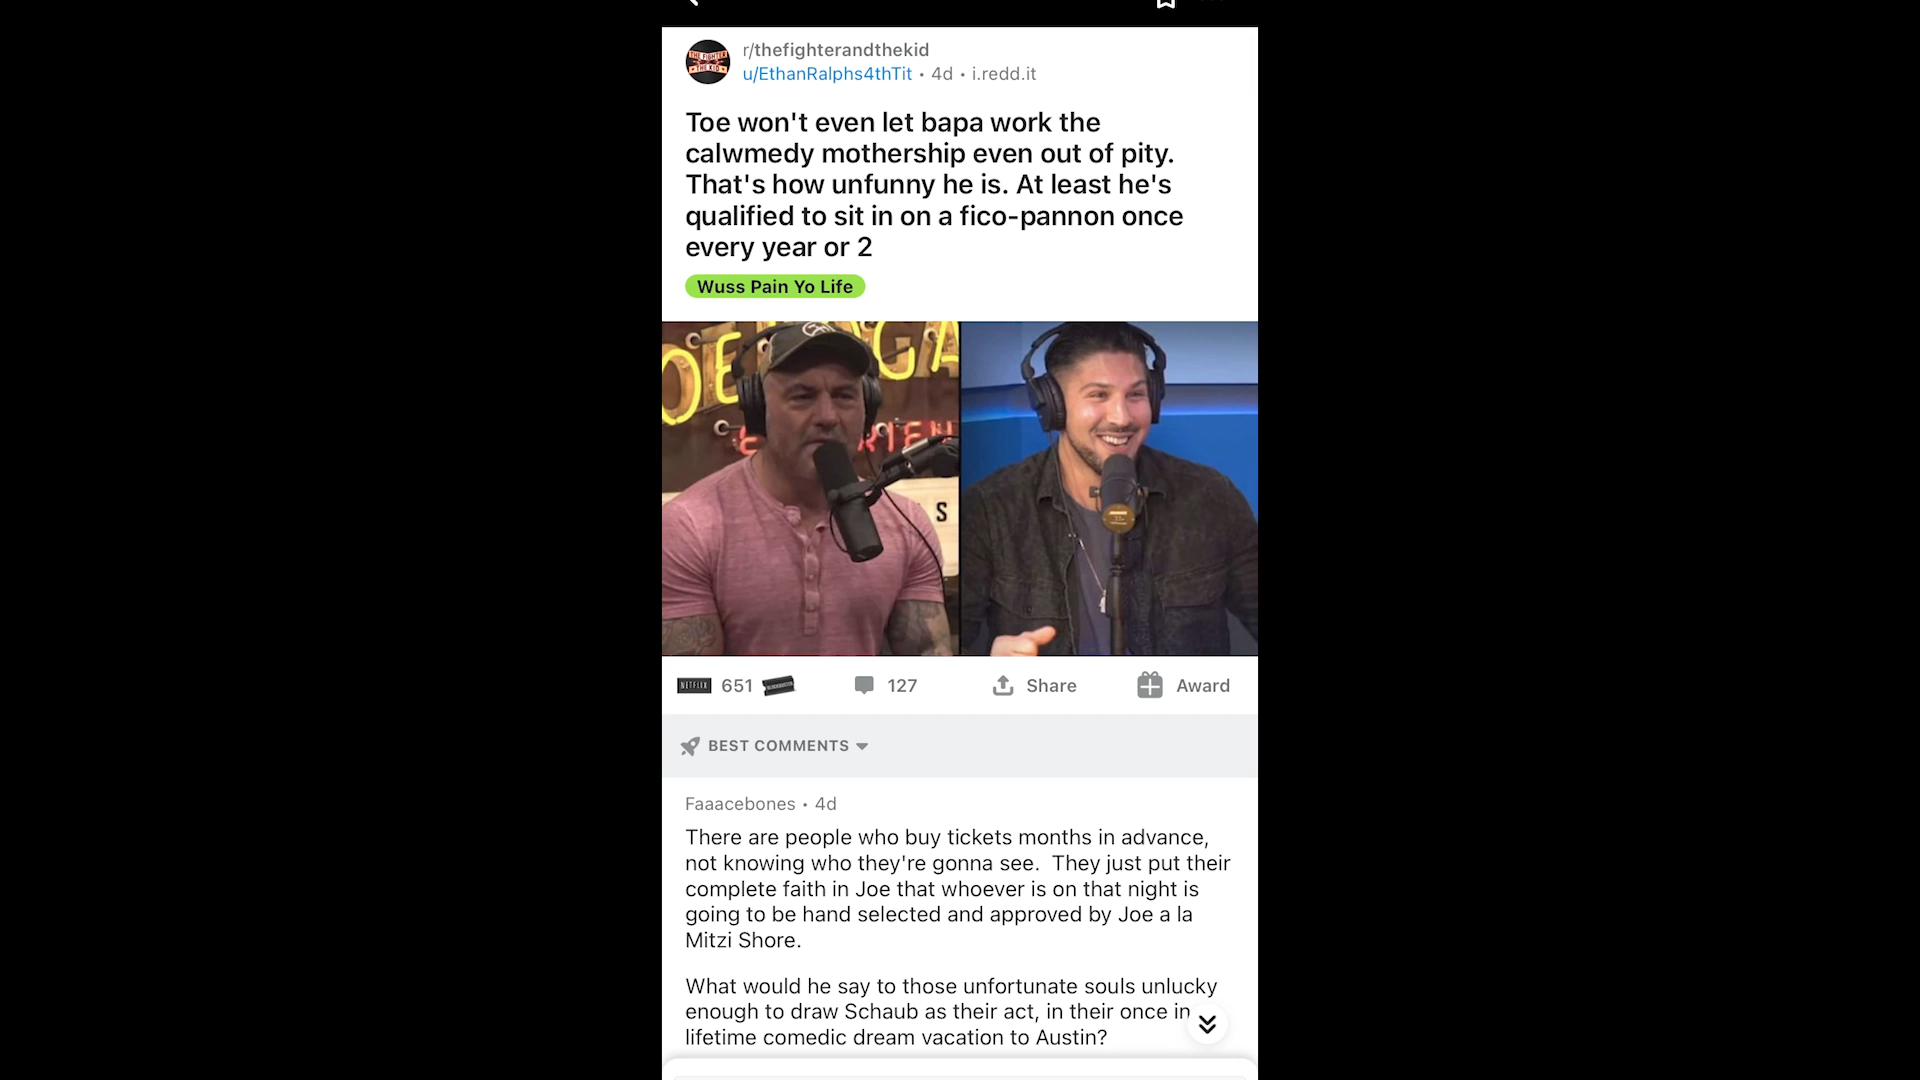 r/thefighterandthekid
u/EthanRalphs4thTit • 4d • i.redd.it
Toe won't even let bapa work the
calwmedy mothership even out of pity.
That's how unfunny he is. At least he's
qualified to sit in on a fico-pannon once
every year or 2
Wuss Pain Yo Life
OE
GA
RIEN
S
NETFLIX 651
127
Share
Award
BEST COMMENTS
Faaacebones • 4d
There are people who buy tickets months in advance,
not knowing who they're gonna see.  They just put their
complete faith in Joe that whoever is on that night is
going to be hand selected and approved by Joe a la
Mitzi Shore.
What would he say to those unfortunate souls unlucky
enough to draw Schaub as their act, in their once in
lifetime comedic dream vacation to Austin?